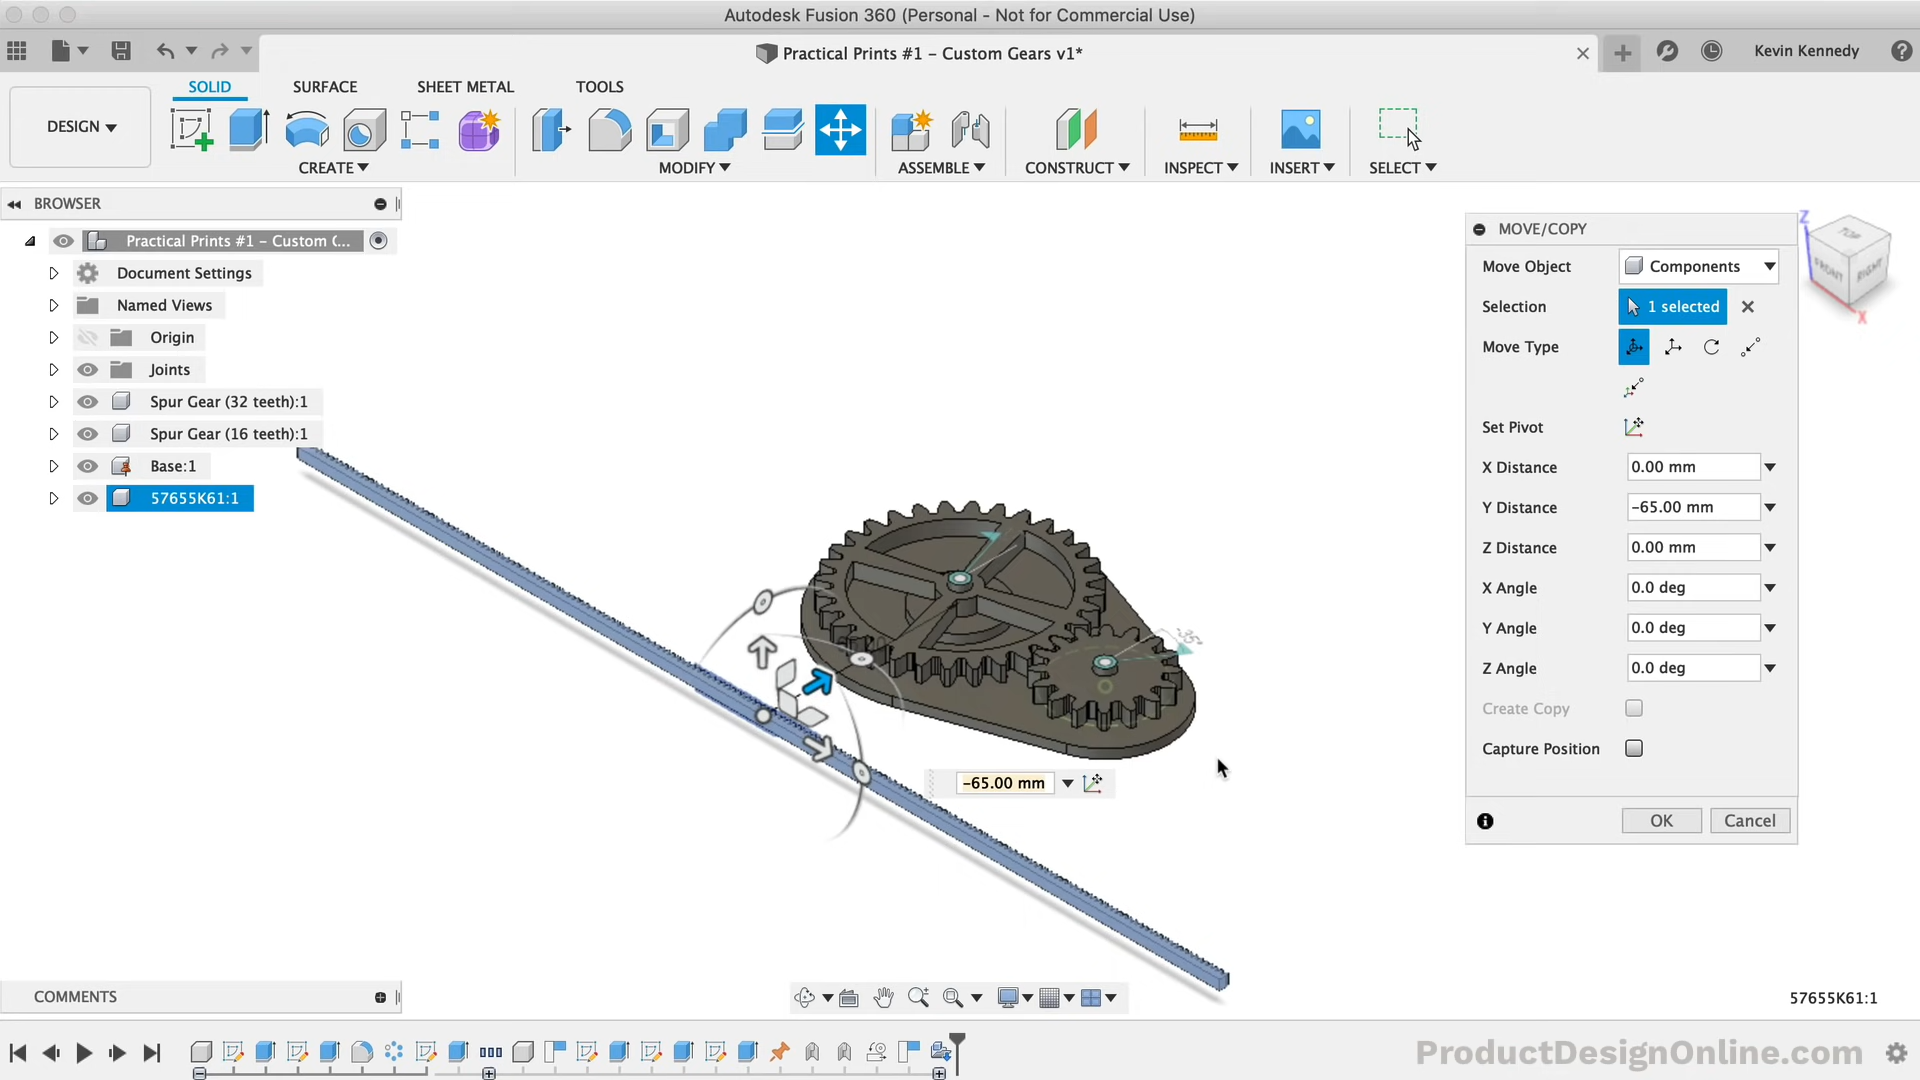 Autodesk Fusion 360 (Personal - Not for Commercial Use)
Practical Prints #1 – Custom Gears v1*
Kevin Kennedy
DESIGN
SOLID
SURFACE
SHEET METAL
TOOLS
CREATE
MODIFY
ASSEMBLE
CONSTRUCT
INSPECT
INSERT
SELECT
BROWSER
Practical Prints #1 – Custom (...
Document Settings
Named Views
Origin
Joints
Spur Gear (32 teeth):1
Spur Gear (16 teeth):1
Base:1
57655K61:1
MOVE/COPY
Move Object Components
Selection 1 selected
Move Type
Set Pivot
X Distance 0.00 mm
Y Distance -65.00 mm
Z Distance 0.00 mm
X Angle 0.0 deg
Y Angle 0.0 deg
Z Angle 0.0 deg
Create Copy
Capture Position
OK Cancel
Z
TOP
FRONT
RIGHT
X
-35°
-65.00 mm
COMMENTS
57655K61:1
ProductDesignOnline.com